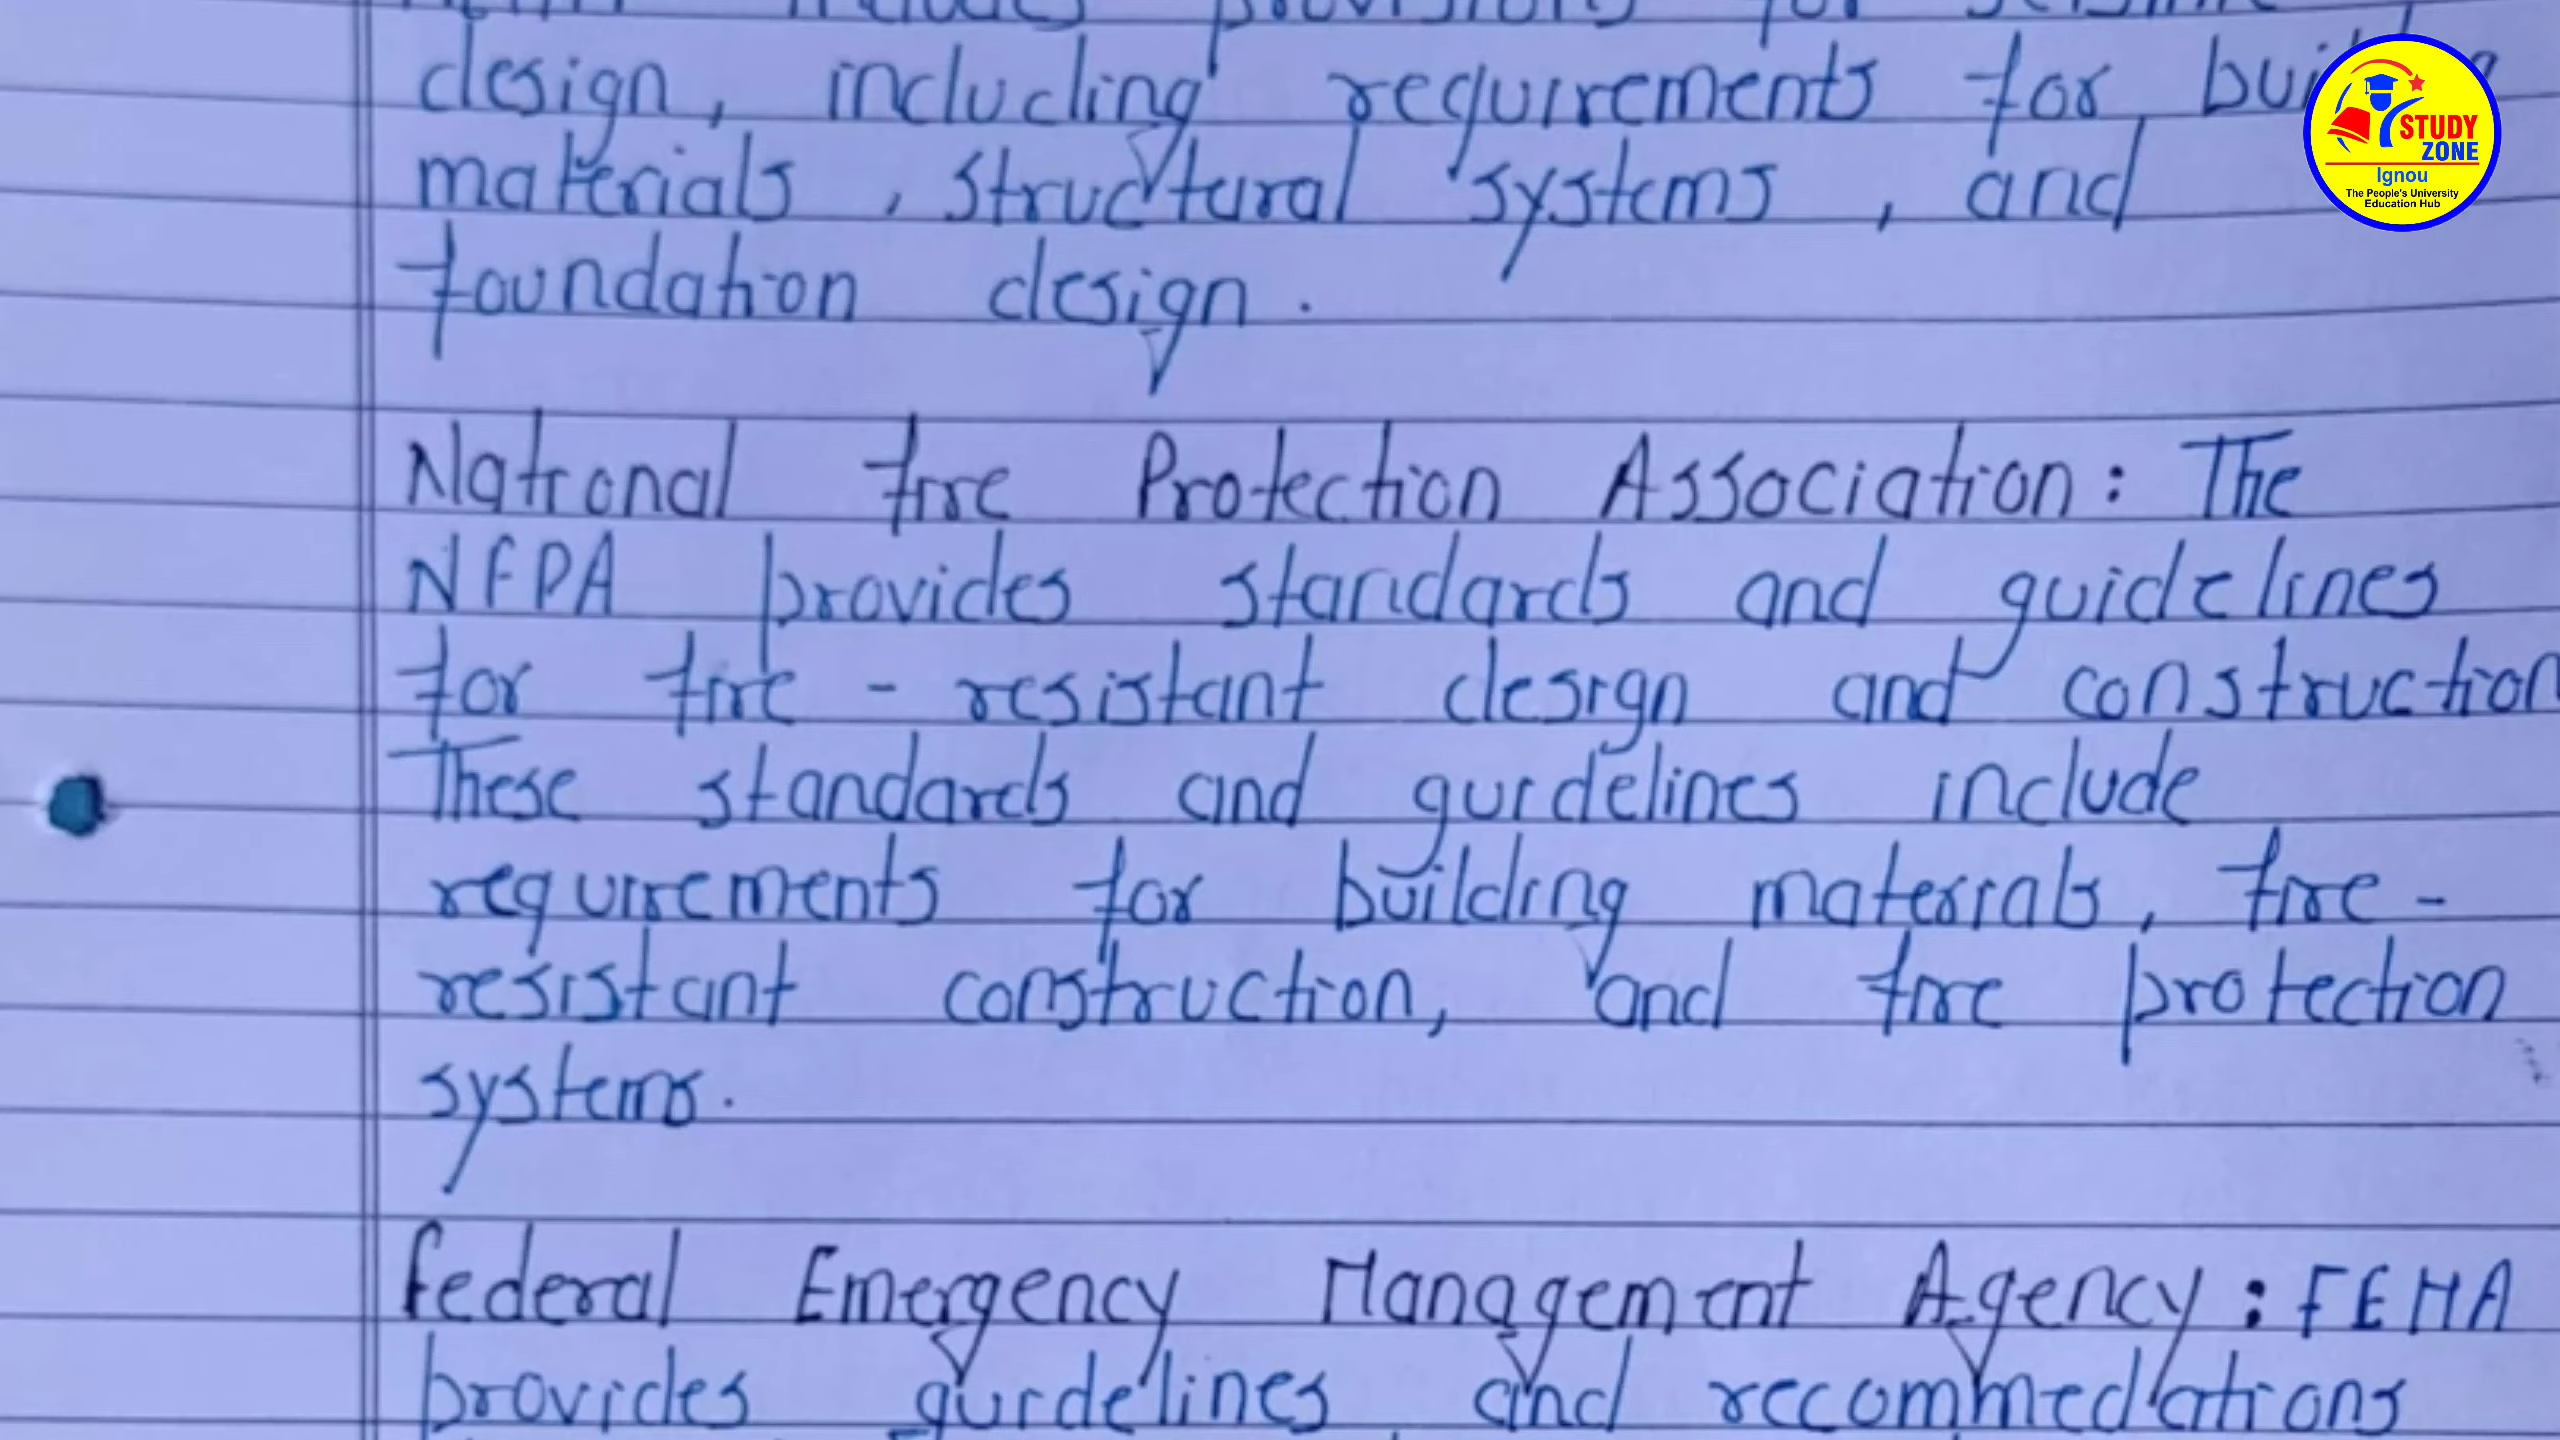 provisions for
design, including requirements for
materials, structural systems, and
foundation design.
National fire Protection Association: The
NFPA provides standards and guidelines
for fire - resistant design and construction
These standards and guidelines include
requirements for building materials, fire -
resistant construction, and fire protection
systems.
Federal Emergency Management Agency: FEMA
provides guidelines and recommedations
STUDY
ZONE
Ignou
The People's University
Education Hub